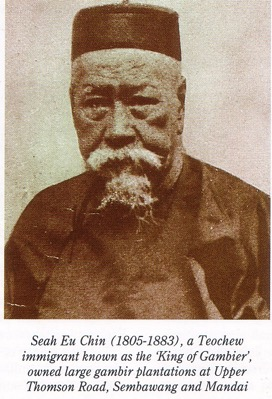 Seah Eu Chin (1805-1883), a Teochew
immigrant known as the 'King of Gambier',
owned large gambir plantations at Upper
Thomson Road, Sembawang and Mandai